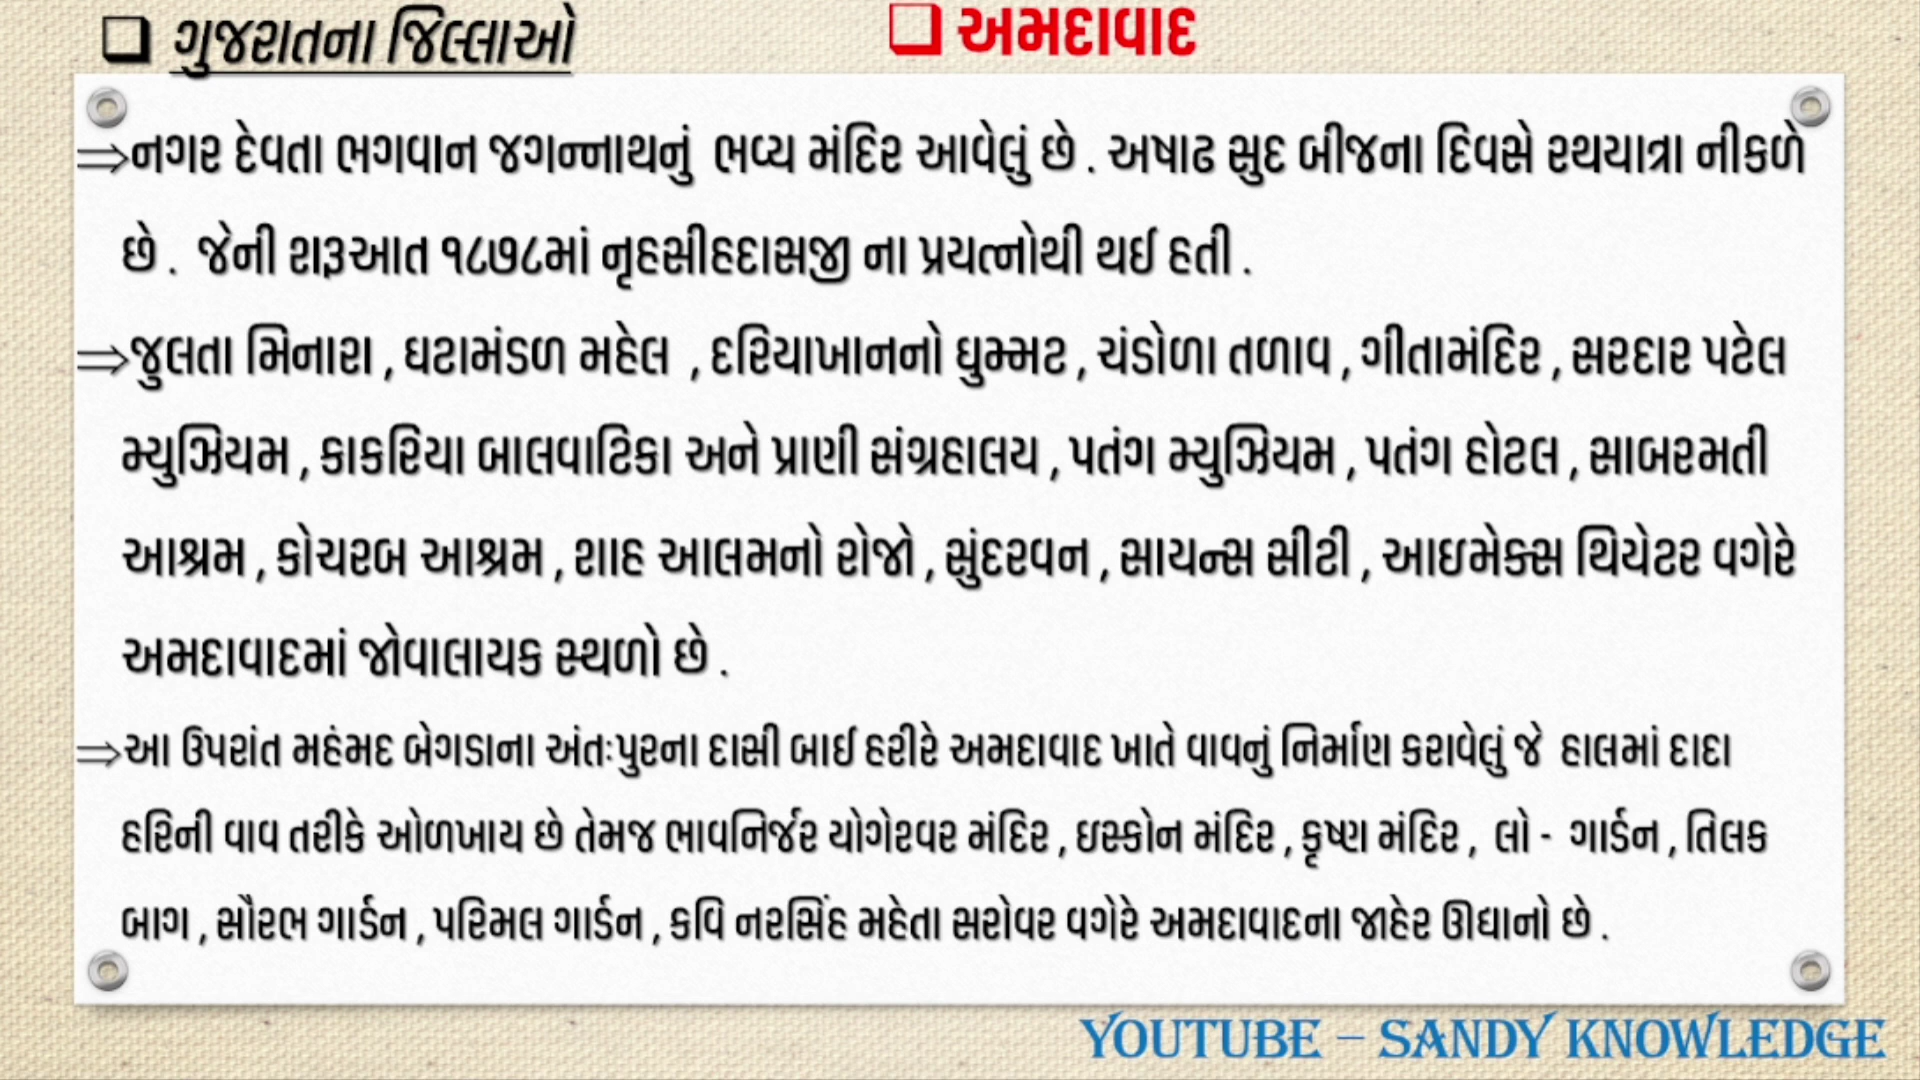 ❑ ગુજરાતના જિલ્લાઓ
❑ અમદાવાદ
⇒નગર દેવતા ભગવાન જગન્નાથનું ભવ્ય મંદિર આવેલું છે . અષાઢ સુદ બીજના દિવસે રથયાત્રા નીકળે
છે . જેની શરૂઆત ૧૮૭૮માં નૃહસીહદાસજી ના પ્રયત્નોથી થઈ હતી .
⇒જુલતા મિનારા , ઘટામંડળ મહેલ , દરિયાખાનનો ઘુમ્મટ , ચંડોળા તળાવ , ગીતામંદિર , સરદાર પટેલ
મ્યુઝિયમ , કાકરિયા બાલવાટિકા અને પ્રાણી સંગ્રહાલય , પતંગ મ્યુઝિયમ , પતંગ હોટલ , સાબરમતી
આશ્રમ , કોચરબ આશ્રમ , શાહ આલમનો રોજો , સુંદરવન , સાયન્સ સીટી , આઇમેક્સ થિયેટર વગેરે
અમદાવાદમાં જોવાલાયક સ્થળો છે .
⇒આ ઉપરાંત મહંમદ બેગડાના અંતઃપુરના દાસી બાઈ હરીરે અમદાવાદ ખાતે વાવનું નિર્માણ કરાવેલું જે હાલમાં દાદા
હરિની વાવ તરીકે ઓળખાય છે તેમજ ભાવનિર્જર યોગેશ્વર મંદિર , ઇસ્કોન મંદિર , કૃષ્ણ મંદિર , લો - ગાર્ડન , તિલક
બાગ , સૌરભ ગાર્ડન , પરિમલ ગાર્ડન , કવિ નરસિંહ મહેતા સરોવર વગેરે અમદાવાદના જાહેર ઊદ્યાનો છે .
YOUTUBE – SANDY KNOWLEDGE